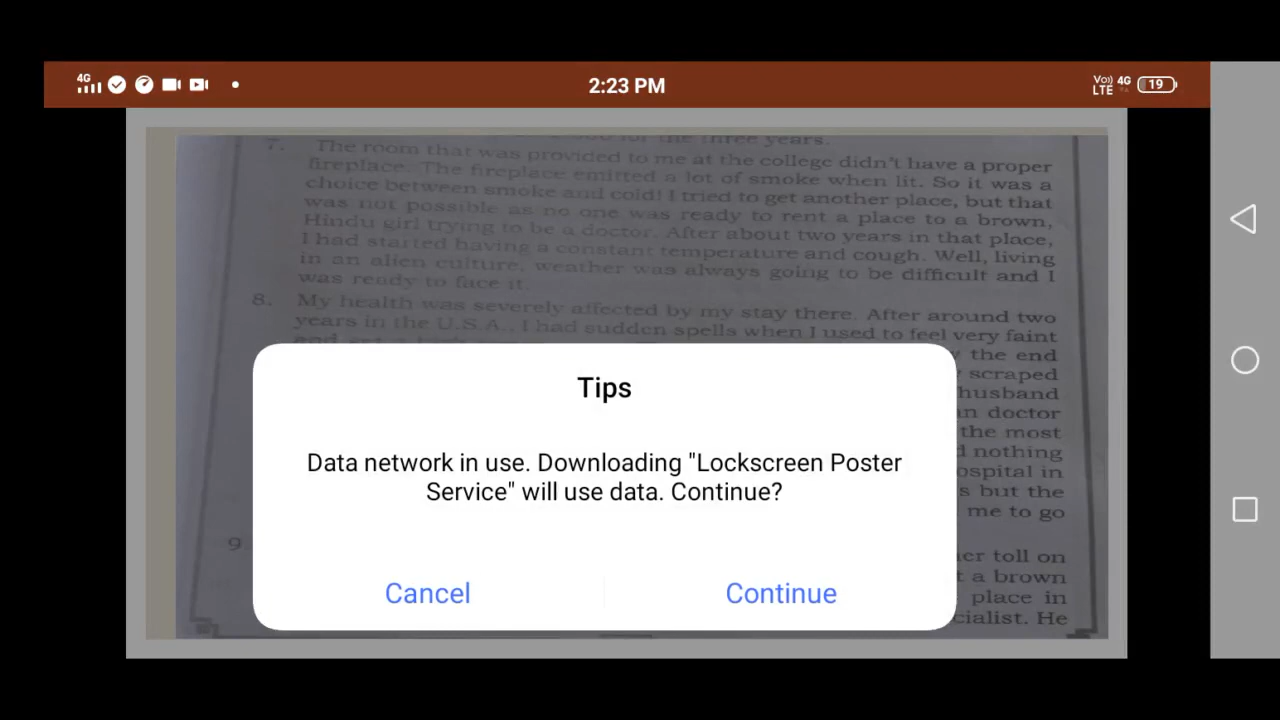 4G
2:23 PM
Vo)) LTE 4G 19
for the three years.
7. The room that was provided to me at the college didn't have a proper
fireplace. The fireplace emitted a lot of smoke when lit. So it was a
choice between smoke and cold! I tried to get another place, but that
was not possible as no one was ready to rent a place to a brown,
Hindu girl trying to be a doctor. After about two years in that place,
I had started having a constant temperature and cough. Well, living
in an alien culture, weather was always going to be difficult and I
was ready to face it.
8. My health was severely affected by my stay there. After around two
years in the U.S.A., I had sudden spells when I used to feel very faint
the end
scraped
husband
doctor
the most
nothing
in
but the
me to go
9
toll on
a brown
place in
He
Tips
Data network in use. Downloading "Lockscreen Poster
Service" will use data. Continue?
Cancel Continue